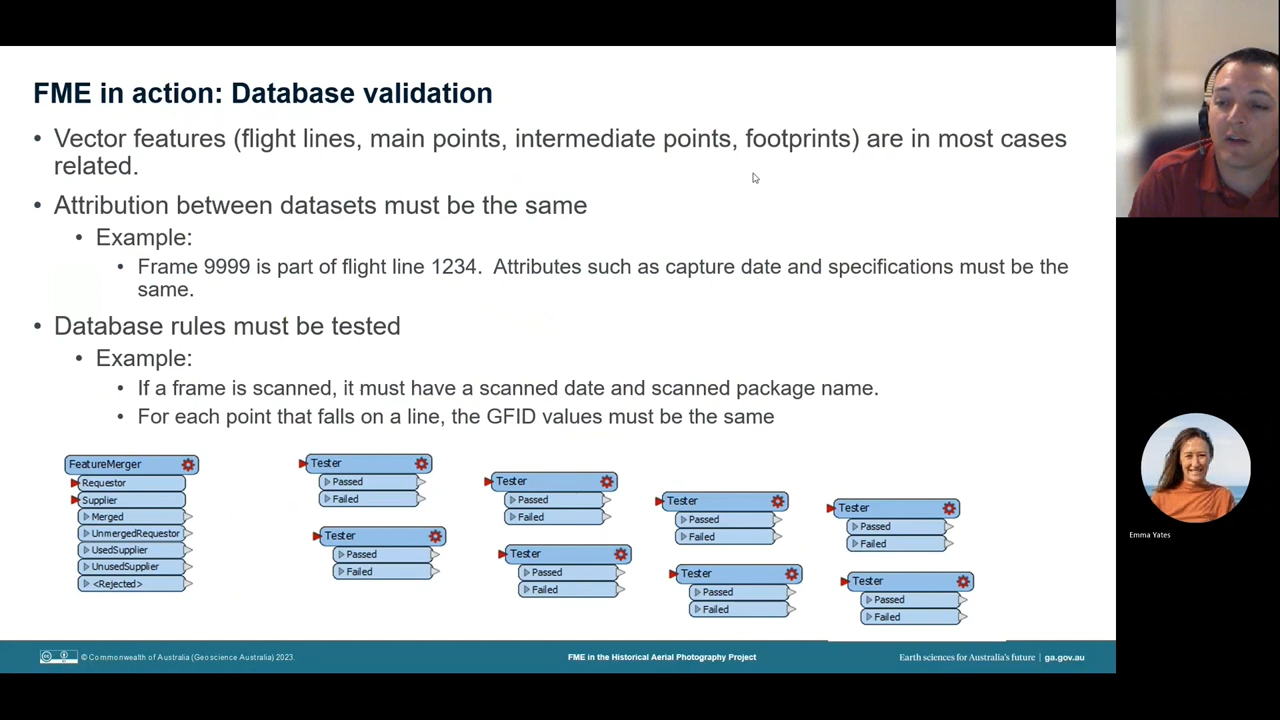 FME in action: Database validation
• Vector features (flight lines, main points, intermediate points, footprints) are in most cases
related.
• Attribution between datasets must be the same
• Example:
• Frame 9999 is part of flight line 1234. Attributes such as capture date and specifications must be the
same.
• Database rules must be tested
• Example:
• If a frame is scanned, it must have a scanned date and scanned package name.
• For each point that falls on a line, the GFID values must be the same
FeatureMerger
Requestor
Supplier
Merged
UnmergedRequestor
UsedSupplier
UnusedSupplier
<Rejected>
Tester
Passed
Failed
Tester
Passed
Failed
Tester
Passed
Failed
Tester
Passed
Failed
Tester
Passed
Failed
Tester
Passed
Failed
Tester
Passed
Failed
Tester
Passed
Failed
Emma Yates
© Commonwealth of Australia (Geoscience Australia) 2023.
FME in the Historical Aerial Photography Project
Earth sciences for Australia's future | ga.gov.au